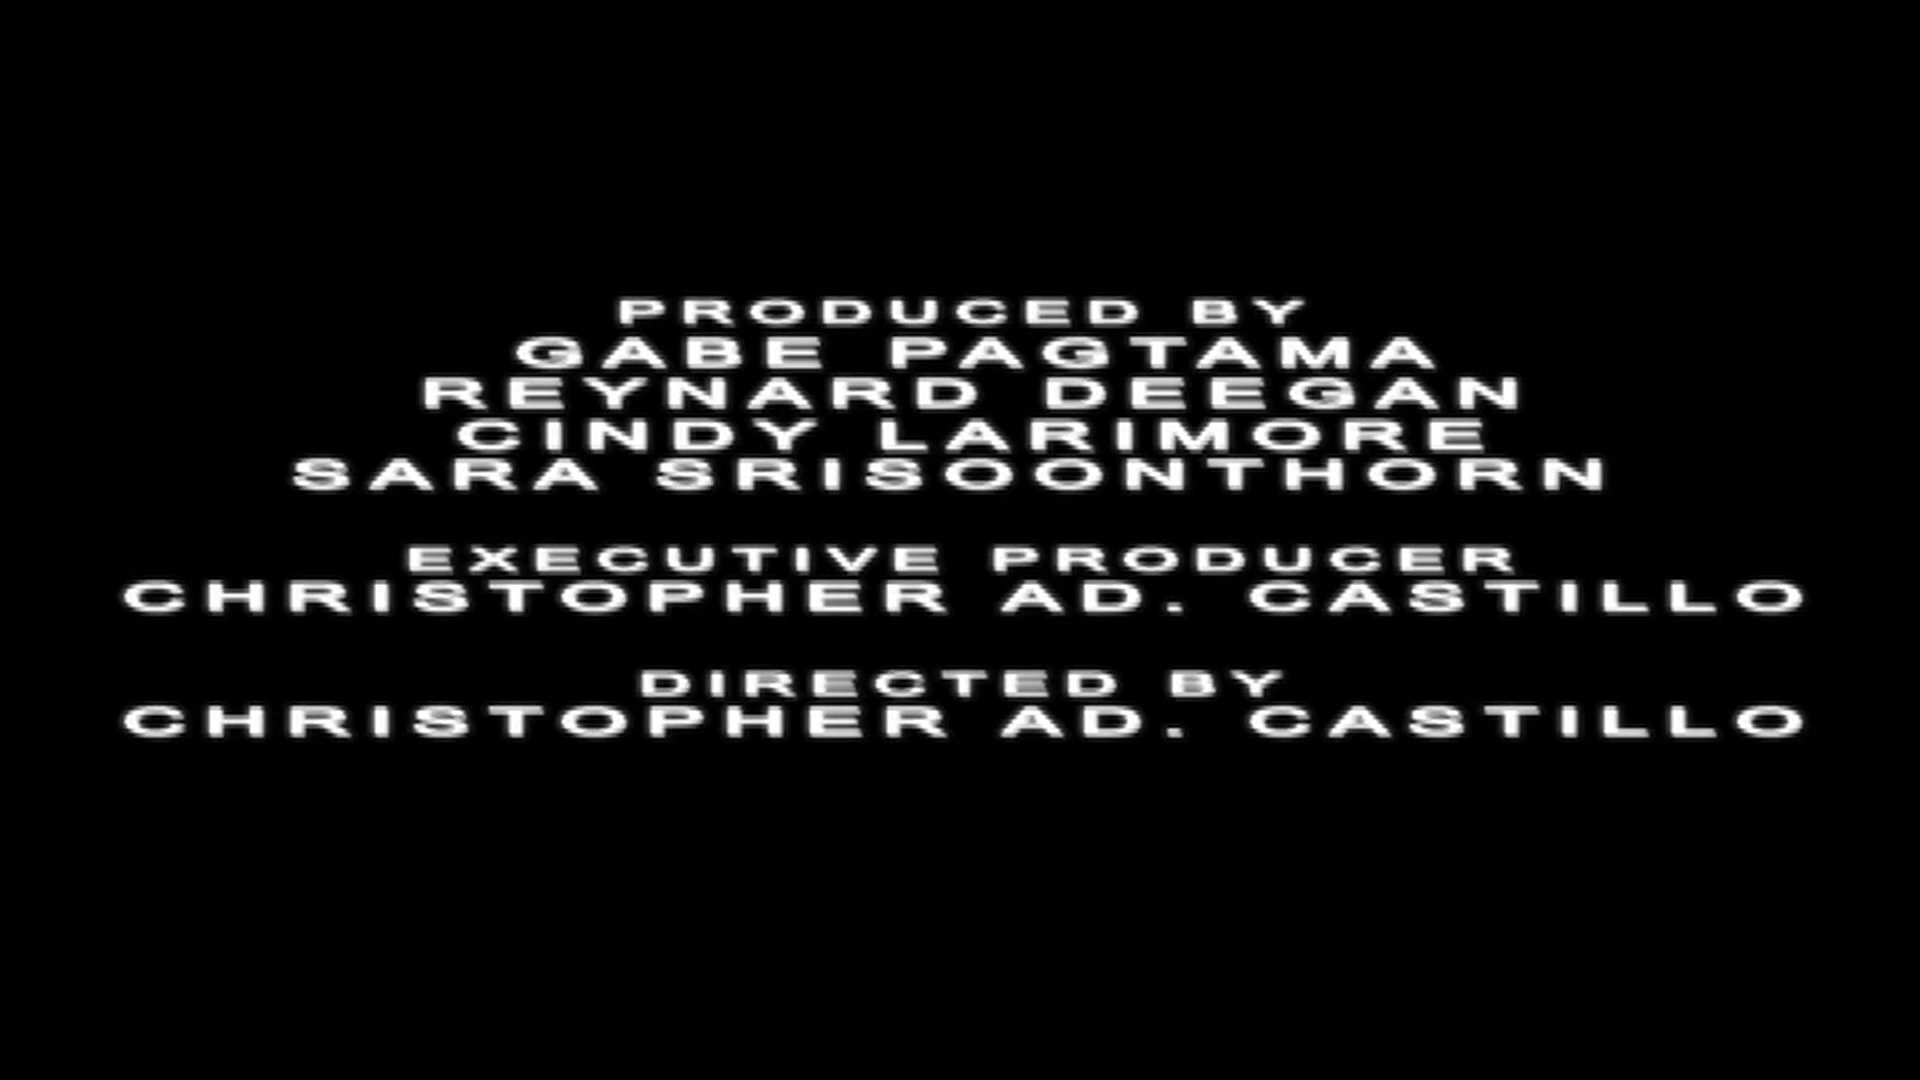 PRODUCED BY
GABE PAGTAMA
REYNARD DEEGAN
CINDY LARIMORE
SARA SRISOONTHORN
EXECUTIVE PRODUCER
CHRISTOPHER AD. CASTILLO
DIRECTED BY
CHRISTOPHER AD. CASTILLO